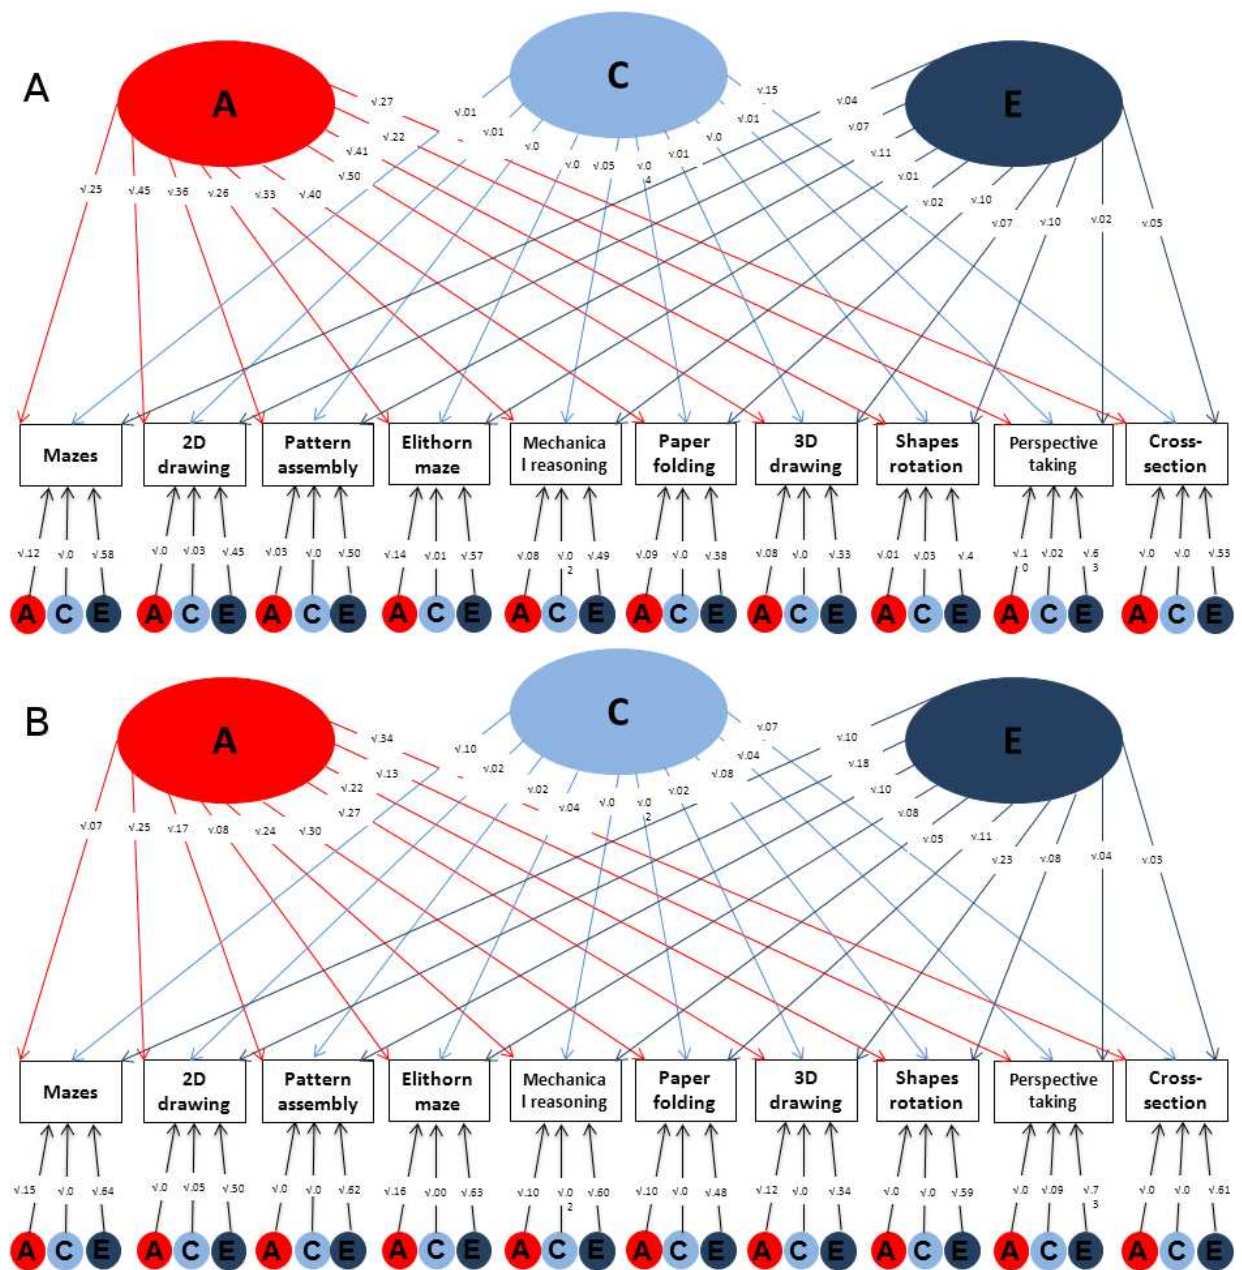 A
A
C
E
√.27
√.22
√.41
√.50
√.25
√.45
√.36
√.26
√.33
√.40
√.01
√.01
√.0
√.0
√.05
√.0
4
√.01
√.0
√.01
√.15
√.04
√.07
√.11
√.01
√.02
√.10
√.07
√.10
√.02
√.05
Mazes
2D
drawing
Pattern
assembly
Elithorn
maze
Mechanica
l reasoning
Paper
folding
3D
drawing
Shapes
rotation
Perspective
taking
Cross-
section
√.12 √.0 √.58
√.0 √.03 √.45
√.03 √.0 √.50
√.14 √.01 √.57
√.08 √.0 √.49
2
√.09 √.0 √.38
√.08 √.0 √.33
√.01 √.03 √.4
√.1 √.02 √.6
0 3
√.0 √.0 √.53
A C E A C E A C E A C E A C E A C E A C E A C E A C E A C E
B
A
C
E
√.34
√.13
√.22
√.27
√.07
√.25
√.17
√.08
√.24
√.30
√.10
√.02
√.02
√.04
√.0
√.0
2
√.02
√.08
√.04
√.07
√.10
√.18
√.10
√.08
√.05
√.11
√.23
√.08
√.04
√.03
Mazes
2D
drawing
Pattern
assembly
Elithorn
maze
Mechanica
l reasoning
Paper
folding
3D
drawing
Shapes
rotation
Perspective
taking
Cross-
section
√.15 √.0 √.64
√.0 √.05 √.50
√.0 √.0 √.62
√.16 √.00 √.63
√.10 √.0 √.60
2
√.10 √.0 √.48
√.12 √.0 √.34
√.0 √.0 √.59
√.0 √.09 √.7
3
√.0 √.0 √.61
A C E A C E A C E A C E A C E A C E A C E A C E A C E A C E